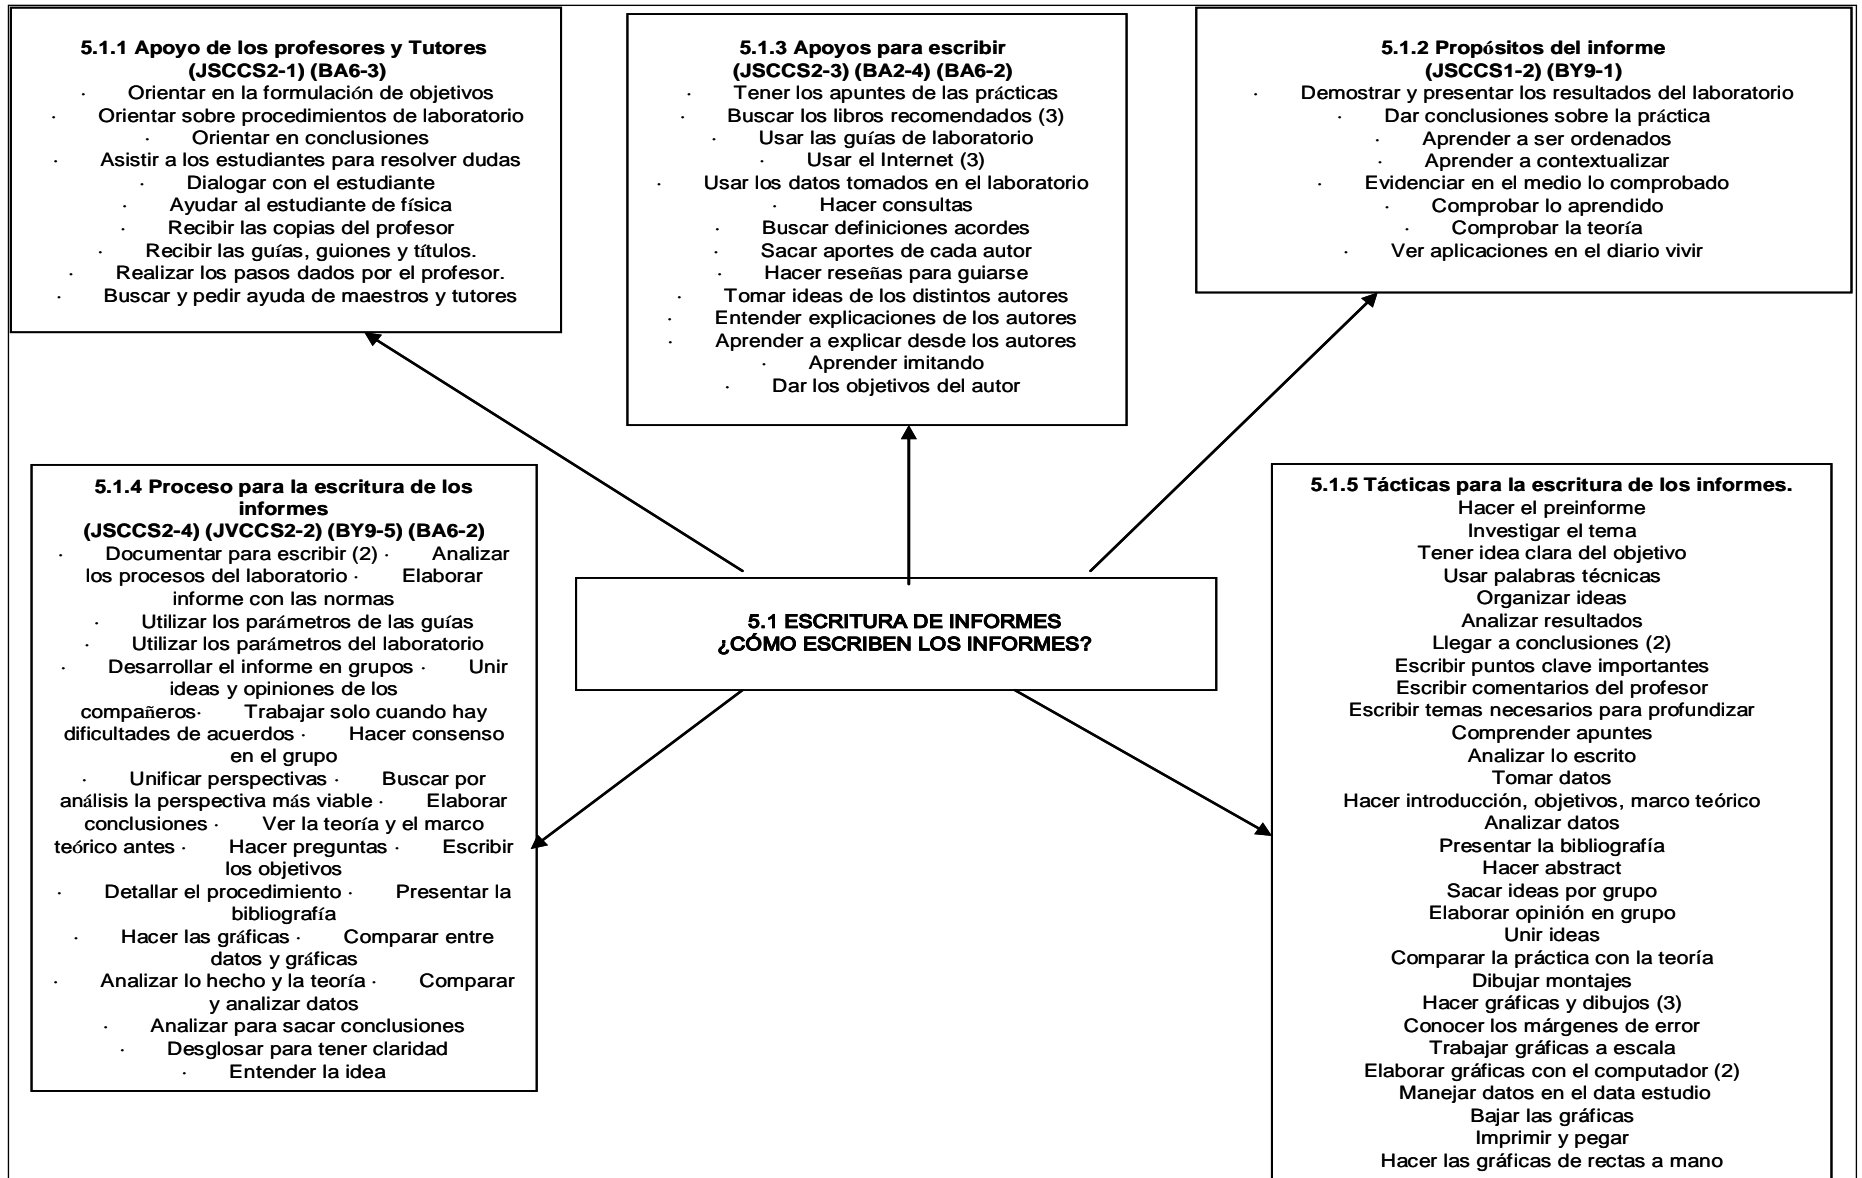 5.1.1 Apoyo de los profesores y Tutores
(JSCCS2-1) (BA6-3)
· Orientar en la formulación de objetivos
· Orientar sobre procedimientos de laboratorio
· Orientar en conclusiones
· Asistir a los estudiantes para resolver dudas
· Dialogar con el estudiante
· Ayudar al estudiante de física
· Recibir las copias del profesor
· Recibir las guías, guiones y títulos.
· Realizar los pasos dados por el profesor.
· Buscar y pedir ayuda de maestros y tutores
5.1.3 Apoyos para escribir
(JSCCS2-3) (BA2-4) (BA6-2)
· Tener los apuntes de las prácticas
· Buscar los libros recomendados (3)
· Usar las guías de laboratorio
· Usar el Internet (3)
· Usar los datos tomados en el laboratorio
· Hacer consultas
· Buscar definiciones acordes
· Sacar aportes de cada autor
· Hacer reseñas para guiarse
· Tomar ideas de los distintos autores
· Entender explicaciones de los autores
· Aprender a explicar desde los autores
· Aprender imitando
· Dar los objetivos del autor
5.1.2 Propósitos del informe
(JSCCS1-2) (BY9-1)
· Demostrar y presentar los resultados del laboratorio
· Dar conclusiones sobre la práctica
· Aprender a ser ordenados
· Aprender a contextualizar
· Evidenciar en el medio lo comprobado
· Comprobar lo aprendido
· Comprobar la teoría
· Ver aplicaciones en el diario vivir
5.1.4 Proceso para la escritura de los
informes
(JSCCS2-4) (JVCCS2-2) (BY9-5) (BA6-2)
· Documentar para escribir (2) · Analizar
los procesos del laboratorio · Elaborar
informe con las normas
· Utilizar los parámetros de las guías
· Utilizar los parámetros del laboratorio
· Desarrollar el informe en grupos · Unir
ideas y opiniones de los
compañeros· Trabajar solo cuando hay
dificultades de acuerdos · Hacer consenso
en el grupo
· Unificar perspectivas · Buscar por
análisis la perspectiva más viable · Elaborar
conclusiones · Ver la teoría y el marco
teórico antes · Hacer preguntas · Escribir
los objetivos
· Detallar el procedimiento · Presentar la
bibliografía
· Hacer las gráficas · Comparar entre
datos y gráficas
· Analizar lo hecho y la teoría · Comparar
y analizar datos
· Analizar para sacar conclusiones
· Desglosar para tener claridad
· Entender la idea
5.1 ESCRITURA DE INFORMES
¿CÓMO ESCRIBEN LOS INFORMES?
5.1.5 Tácticas para la escritura de los informes.
Hacer el preinforme
Investigar el tema
Tener idea clara del objetivo
Usar palabras técnicas
Organizar ideas
Analizar resultados
Llegar a conclusiones (2)
Escribir puntos clave importantes
Escribir comentarios del profesor
Escribir temas necesarios para profundizar
Comprender apuntes
Analizar lo escrito
Tomar datos
Hacer introducción, objetivos, marco teórico
Analizar datos
Presentar la bibliografía
Hacer abstract
Sacar ideas por grupo
Elaborar opinión en grupo
Unir ideas
Comparar la práctica con la teoría
Dibujar montajes
Hacer gráficas y dibujos (3)
Conocer los márgenes de error
Trabajar gráficas a escala
Elaborar gráficas con el computador (2)
Manejar datos en el data estudio
Bajar las gráficas
Imprimir y pegar
Hacer las gráficas de rectas a mano